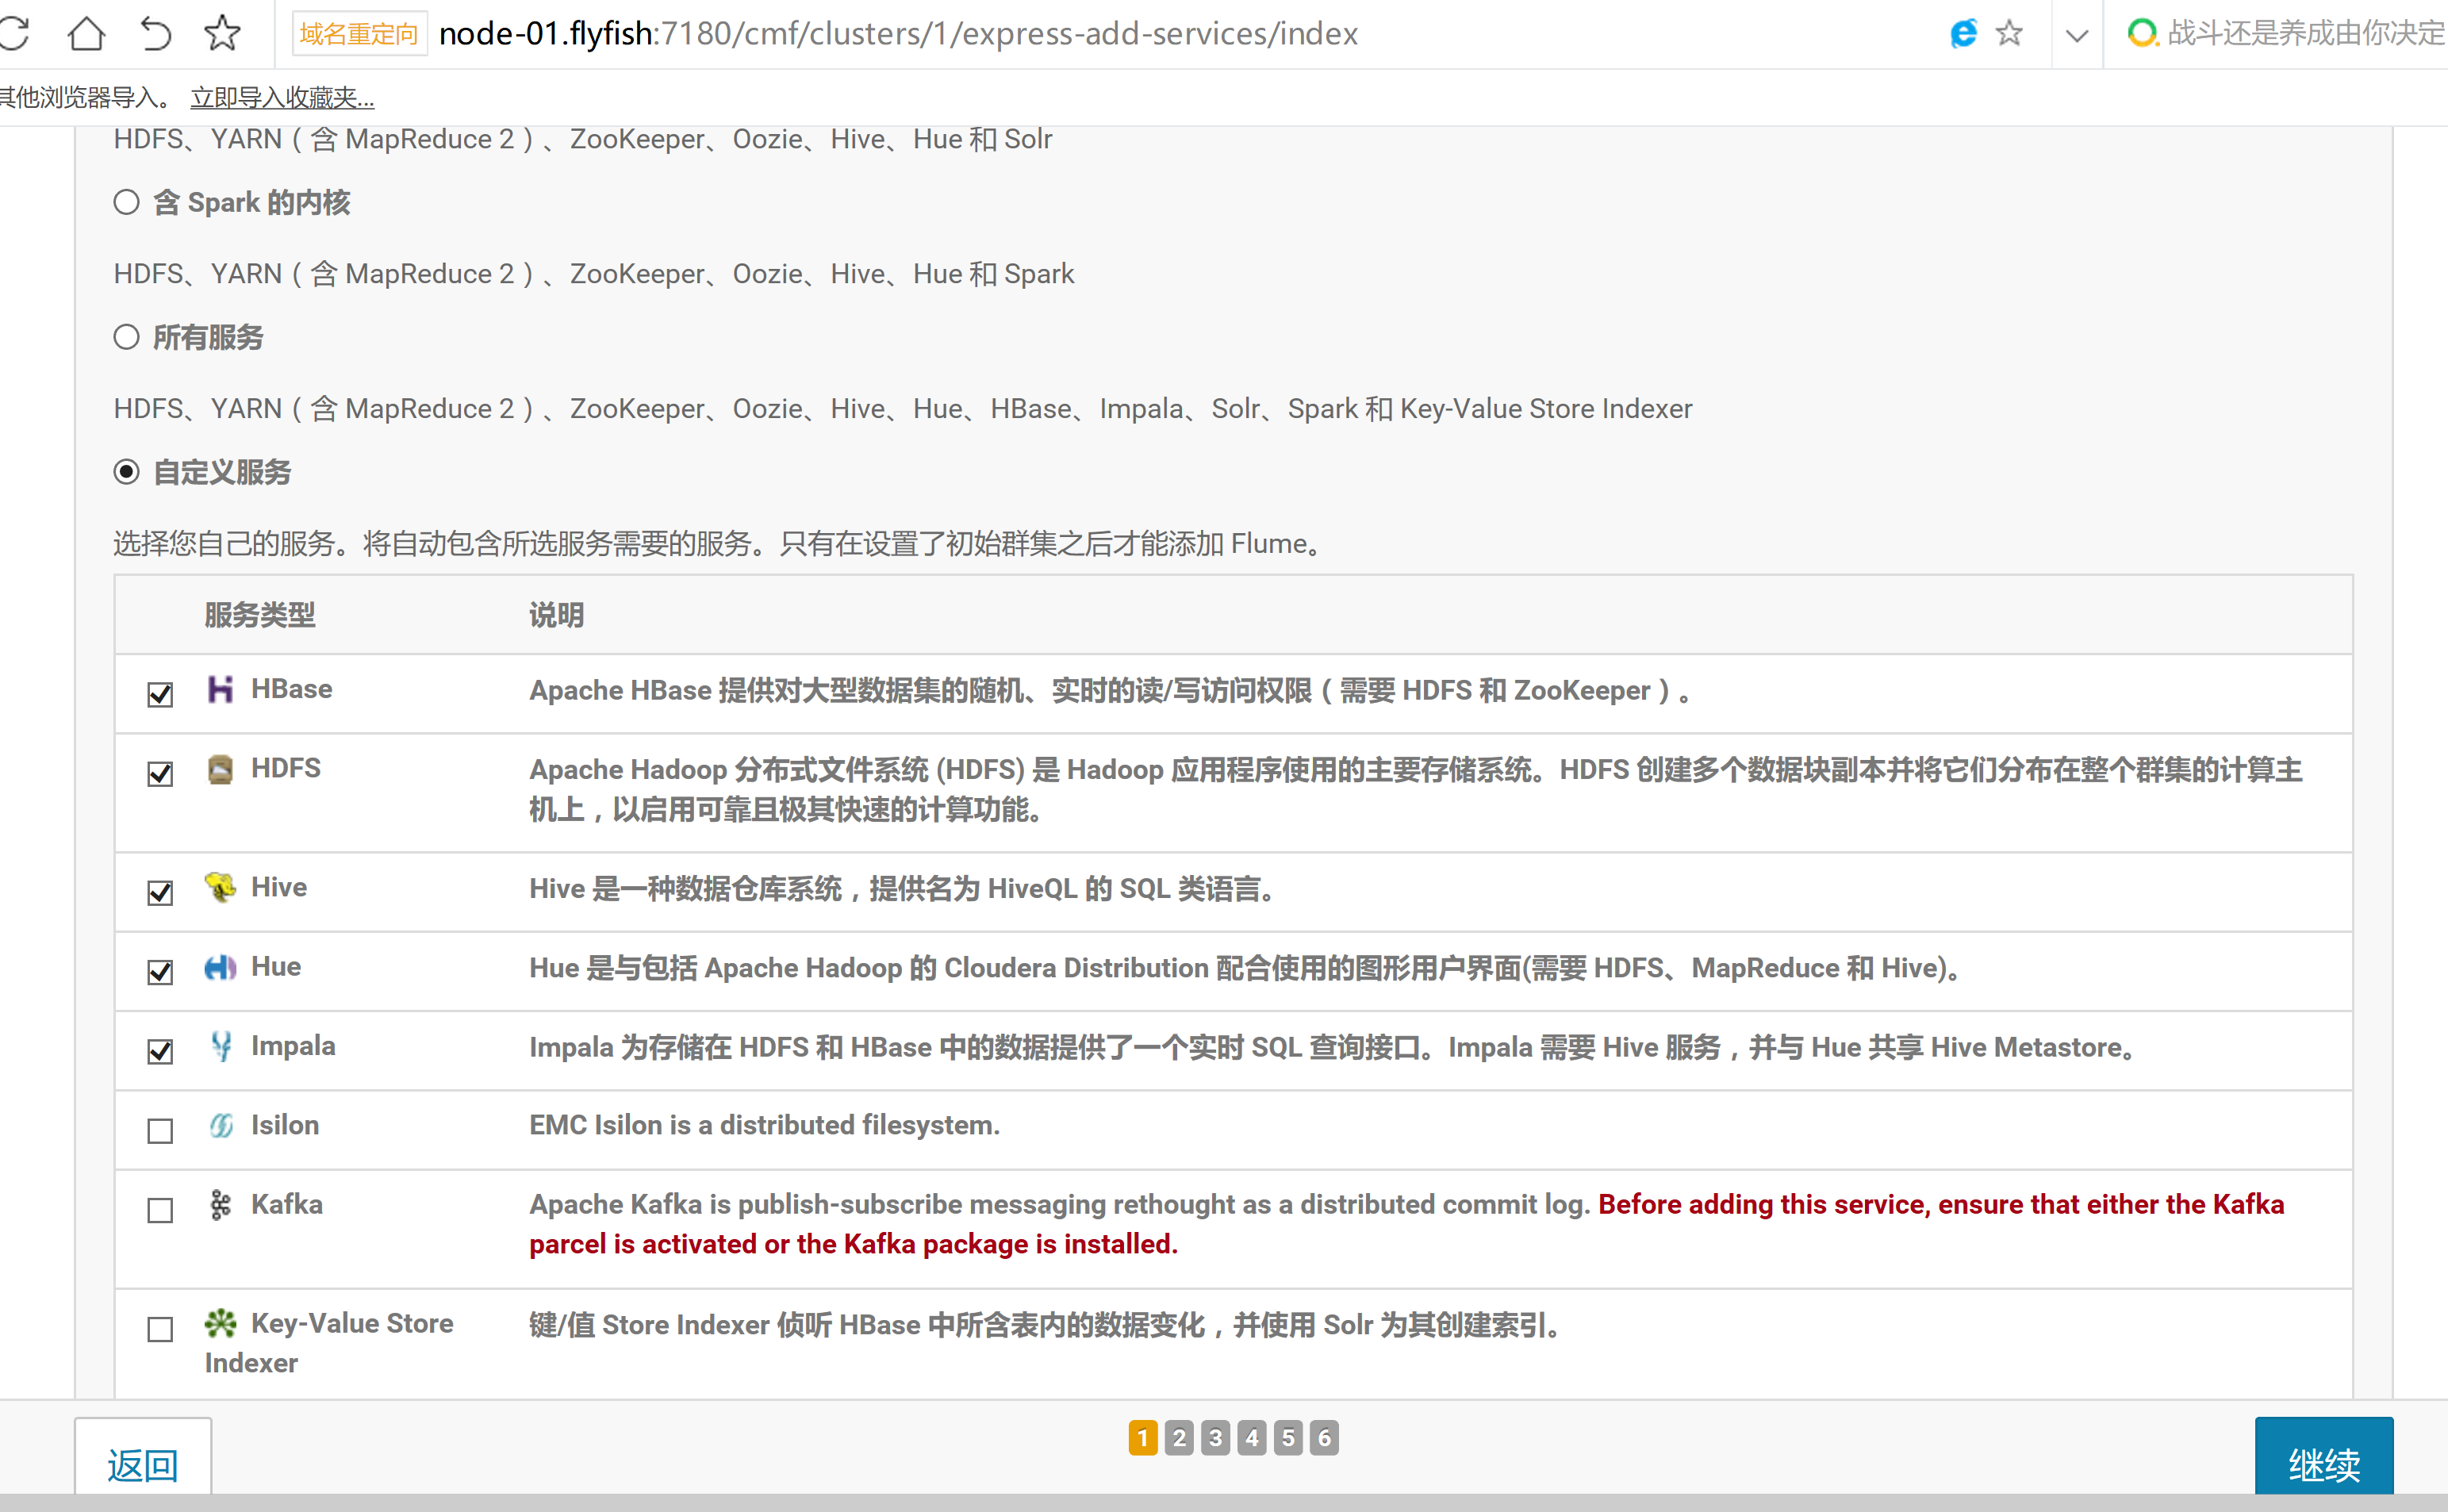 域名重定向 node-01.flyfish:7180/cmf/clusters/1/express-add-services/index 战斗还是养成由你决定
其他浏览器导入。 立即导入收藏夹...
HDFS、YARN（含 MapReduce 2）、ZooKeeper、Oozie、Hive、Hue 和 Solr
含 Spark 的内核
HDFS、YARN（含 MapReduce 2）、ZooKeeper、Oozie、Hive、Hue 和 Spark
所有服务
HDFS、YARN（含 MapReduce 2）、ZooKeeper、Oozie、Hive、Hue、HBase、Impala、Solr、Spark 和 Key-Value Store Indexer
自定义服务
选择您自己的服务。将自动包含所选服务需要的服务。只有在设置了初始群集之后才能添加 Flume。
服务类型 说明
HBase Apache HBase 提供对大型数据集的随机、实时的读/写访问权限（需要 HDFS 和 ZooKeeper）。
HDFS Apache Hadoop 分布式文件系统 (HDFS) 是 Hadoop 应用程序使用的主要存储系统。HDFS 创建多个数据块副本并将它们分布在整个群集的计算主
机上，以启用可靠且极其快速的计算功能。
Hive Hive 是一种数据仓库系统，提供名为 HiveQL 的 SQL 类语言。
Hue Hue 是与包括 Apache Hadoop 的 Cloudera Distribution 配合使用的图形用户界面(需要 HDFS、MapReduce 和 Hive)。
Impala Impala 为存储在 HDFS 和 HBase 中的数据提供了一个实时 SQL 查询接口。Impala 需要 Hive 服务，并与 Hue 共享 Hive Metastore。
Isilon EMC Isilon is a distributed filesystem.
Kafka Apache Kafka is publish-subscribe messaging rethought as a distributed commit log. Before adding this service, ensure that either the Kafka
parcel is activated or the Kafka package is installed.
Key-Value Store 键/值 Store Indexer 侦听 HBase 中所含表内的数据变化，并使用 Solr 为其创建索引。
Indexer
返回 1 2 3 4 5 6 继续